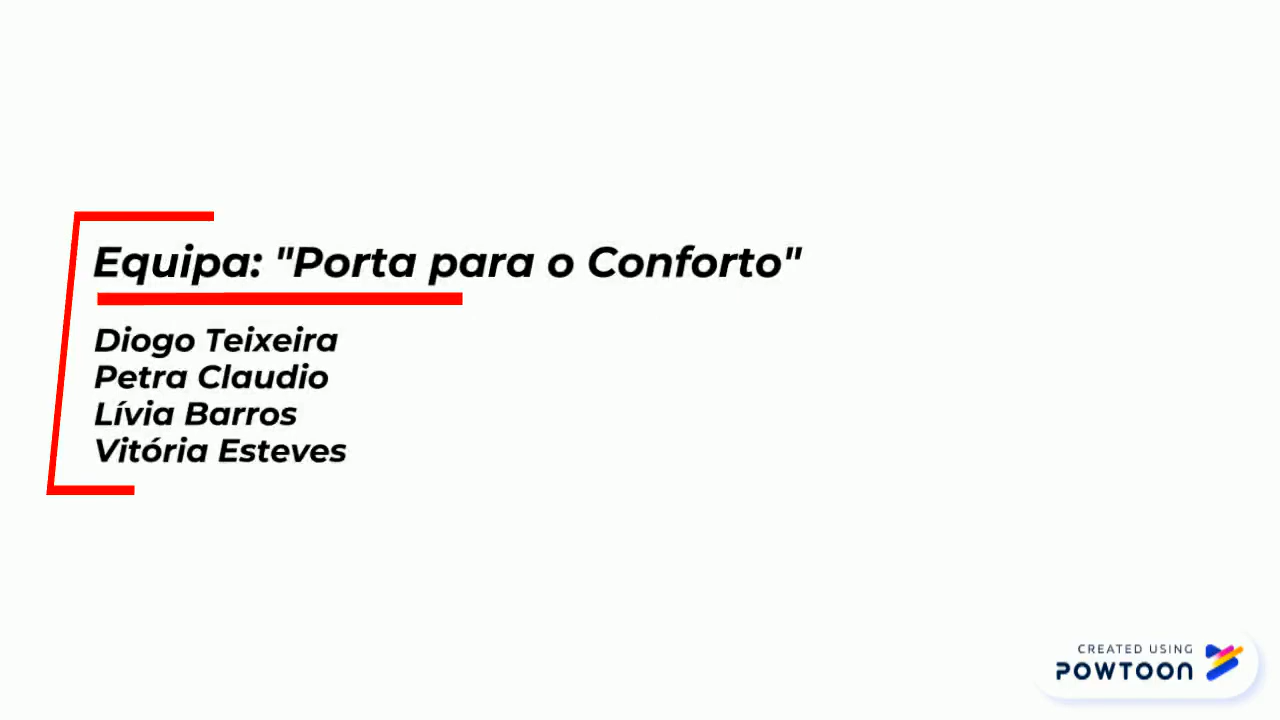 Equipa: "Porta para o Conforto"
Diogo Teixeira
Petra Claudio
Lívia Barros
Vitória Esteves
CREATED USING
POWTOON